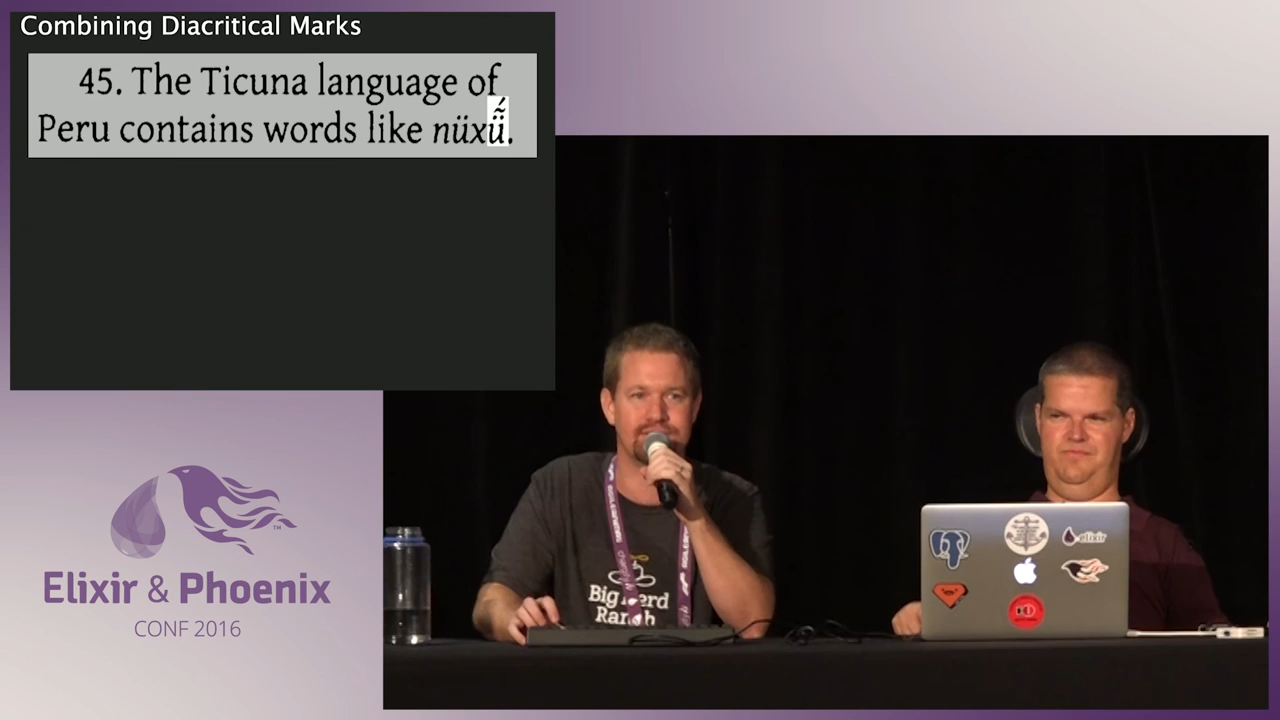 Combining Diacritical Marks
45. The Ticuna language of
Peru contains words like nüxü̃́.
Elixir & Phoenix
CONF 2016
Big Nerd
Ranch
elixir